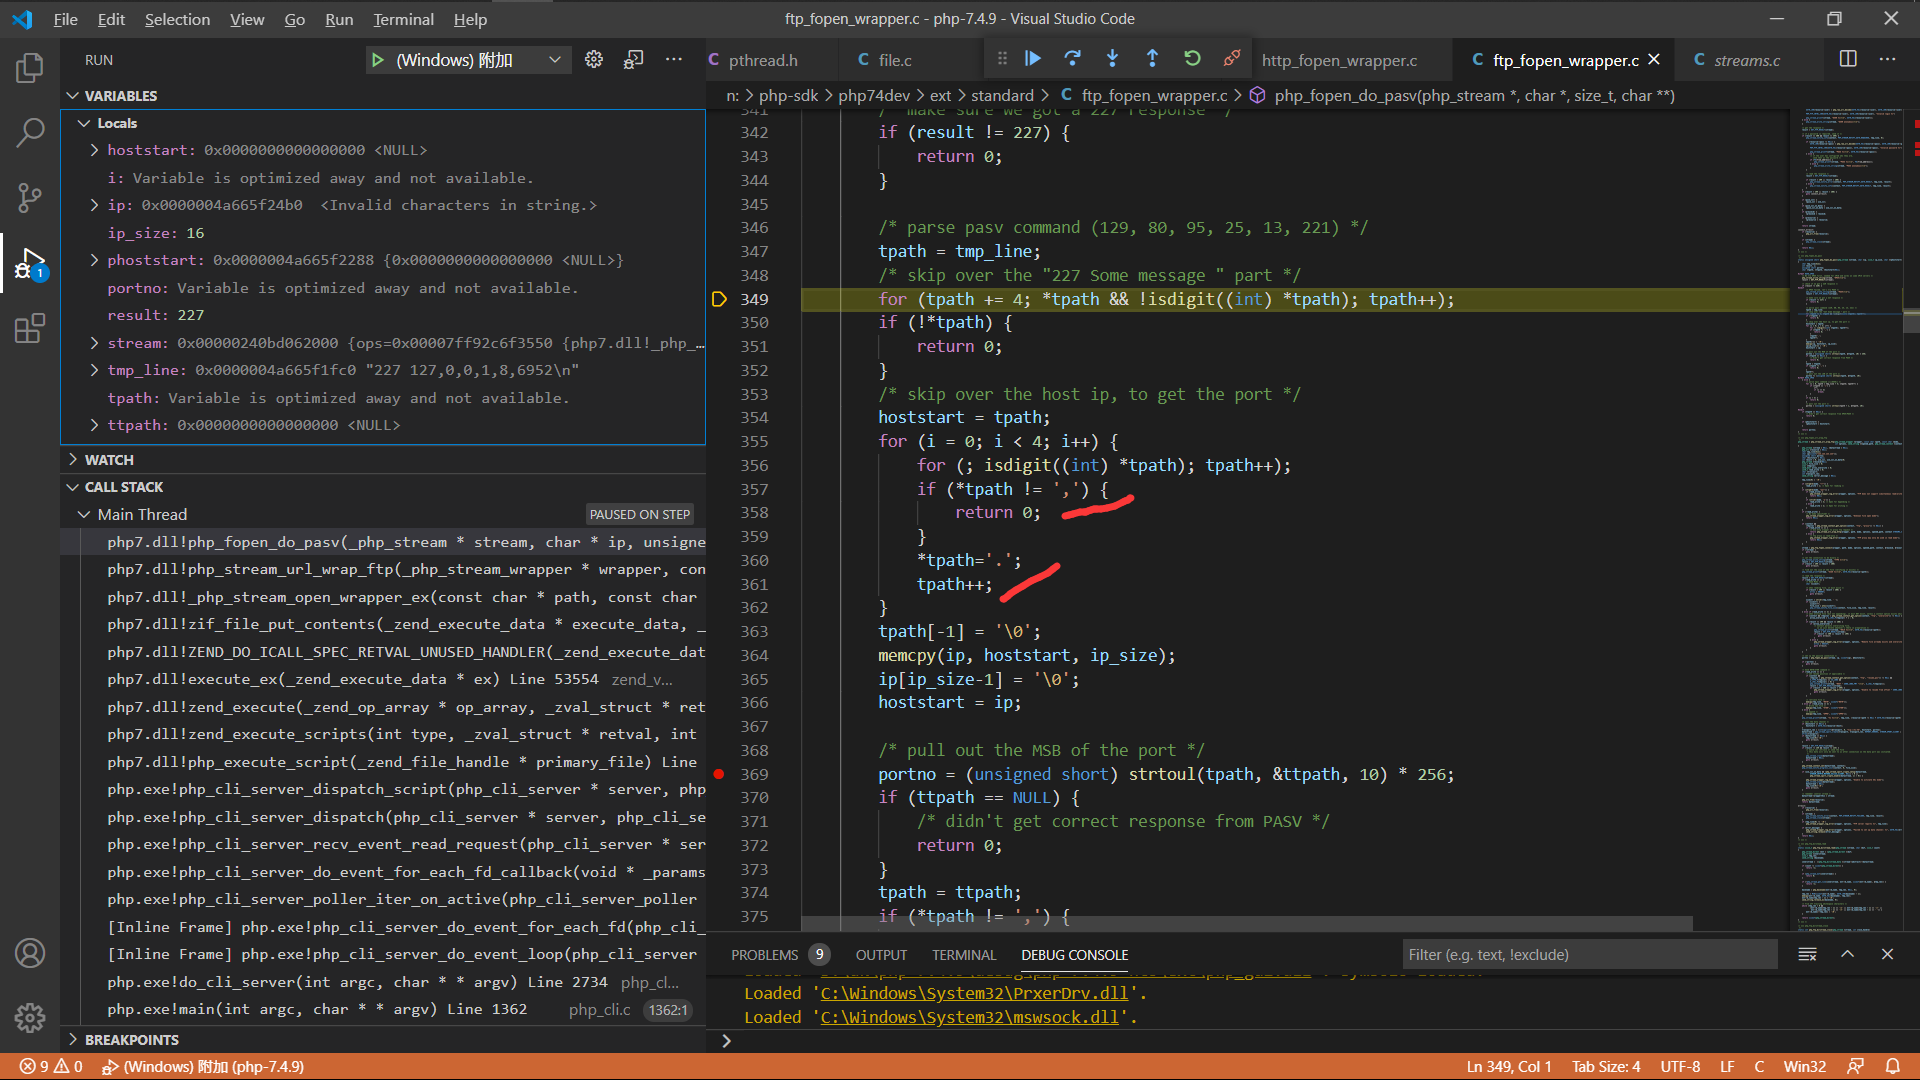 File Edit Selection View Go Run Terminal Help
ftp_fopen_wrapper.c - php-7.4.9 - Visual Studio Code
RUN
(Windows) 附加
pthread.h
file.c
http_fopen_wrapper.c
ftp_fopen_wrapper.c
streams.c
n: > php-sdk > php74dev > ext > standard > C ftp_fopen_wrapper.c > php_fopen_do_pasv(php_stream *, char *, size_t, char **)
VARIABLES
Locals
hoststart: 0x0000000000000000 <NULL>
i: Variable is optimized away and not available.
ip: 0x0000004a665f24b0 <Invalid characters in string.>
ip_size: 16
phoststart: 0x0000004a665f2288 {0x0000000000000000 <NULL>}
portno: Variable is optimized away and not available.
result: 227
stream: 0x00000240bd062000 {ops=0x00007ff92c6f3550 {php7.dll!_php_…
tmp_line: 0x0000004a665f1fc0 "227 127,0,0,1,8,6952\n"
tpath: Variable is optimized away and not available.
ttpath: 0x0000000000000000 <NULL>
WATCH
CALL STACK
Main Thread PAUSED ON STEP
php7.dll!php_fopen_do_pasv(_php_stream * stream, char * ip, unsigne
php7.dll!php_stream_url_wrap_ftp(_php_stream_wrapper * wrapper, con
php7.dll!_php_stream_open_wrapper_ex(const char * path, const char
php7.dll!zif_file_put_contents(_zend_execute_data * execute_data, _
php7.dll!ZEND_DO_ICALL_SPEC_RETVAL_UNUSED_HANDLER(_zend_execute_dat
php7.dll!execute_ex(_zend_execute_data * ex) Line 53554 zend_v...
php7.dll!zend_execute(_zend_op_array * op_array, _zval_struct * ret
php7.dll!zend_execute_scripts(int type, _zval_struct * retval, int
php7.dll!php_execute_script(_zend_file_handle * primary_file) Line
php.exe!php_cli_server_dispatch_script(php_cli_server * server, php
php.exe!php_cli_server_dispatch(php_cli_server * server, php_cli_se
php.exe!php_cli_server_recv_event_read_request(php_cli_server * ser
php.exe!php_cli_server_do_event_for_each_fd_callback(void * _params
php.exe!php_cli_server_poller_iter_on_active(php_cli_server_poller
[Inline Frame] php.exe!php_cli_server_do_event_for_each_fd(php_cli_
[Inline Frame] php.exe!php_cli_server_do_event_loop(php_cli_server
php.exe!do_cli_server(int argc, char * * argv) Line 2734 php_cl...
php.exe!main(int argc, char * * argv) Line 1362 php_cli.c 1362:1
BREAKPOINTS
341 /* make sure we got a 227 response */
342 if (result != 227) {
343 return 0;
344 }
345
346 /* parse pasv command (129, 80, 95, 25, 13, 221) */
347 tpath = tmp_line;
348 /* skip over the "227 Some message " part */
349 for (tpath += 4; *tpath && !isdigit((int) *tpath); tpath++);
350 if (!*tpath) {
351 return 0;
352 }
353 /* skip over the host ip, to get the port */
354 hoststart = tpath;
355 for (i = 0; i < 4; i++) {
356 for (; isdigit((int) *tpath); tpath++);
357 if (*tpath != ',') {
358 return 0;
359 }
360 *tpath='.';
361 tpath++;
362 }
363 tpath[-1] = '\0';
364 memcpy(ip, hoststart, ip_size);
365 ip[ip_size-1] = '\0';
366 hoststart = ip;
367
368 /* pull out the MSB of the port */
369 portno = (unsigned short) strtoul(tpath, &ttpath, 10) * 256;
370 if (ttpath == NULL) {
371 /* didn't get correct response from PASV */
372 return 0;
373 }
374 tpath = ttpath;
375 if (*tpath != ',') {
PROBLEMS 9 OUTPUT TERMINAL DEBUG CONSOLE
Filter (e.g. text, !exclude)
Loaded 'C:\Windows\System32\PrxerDrv.dll'.
Loaded 'C:\Windows\System32\mswsock.dll'.
9 0 (Windows) 附加 (php-7.4.9)
Ln 349, Col 1 Tab Size: 4 UTF-8 LF C Win32